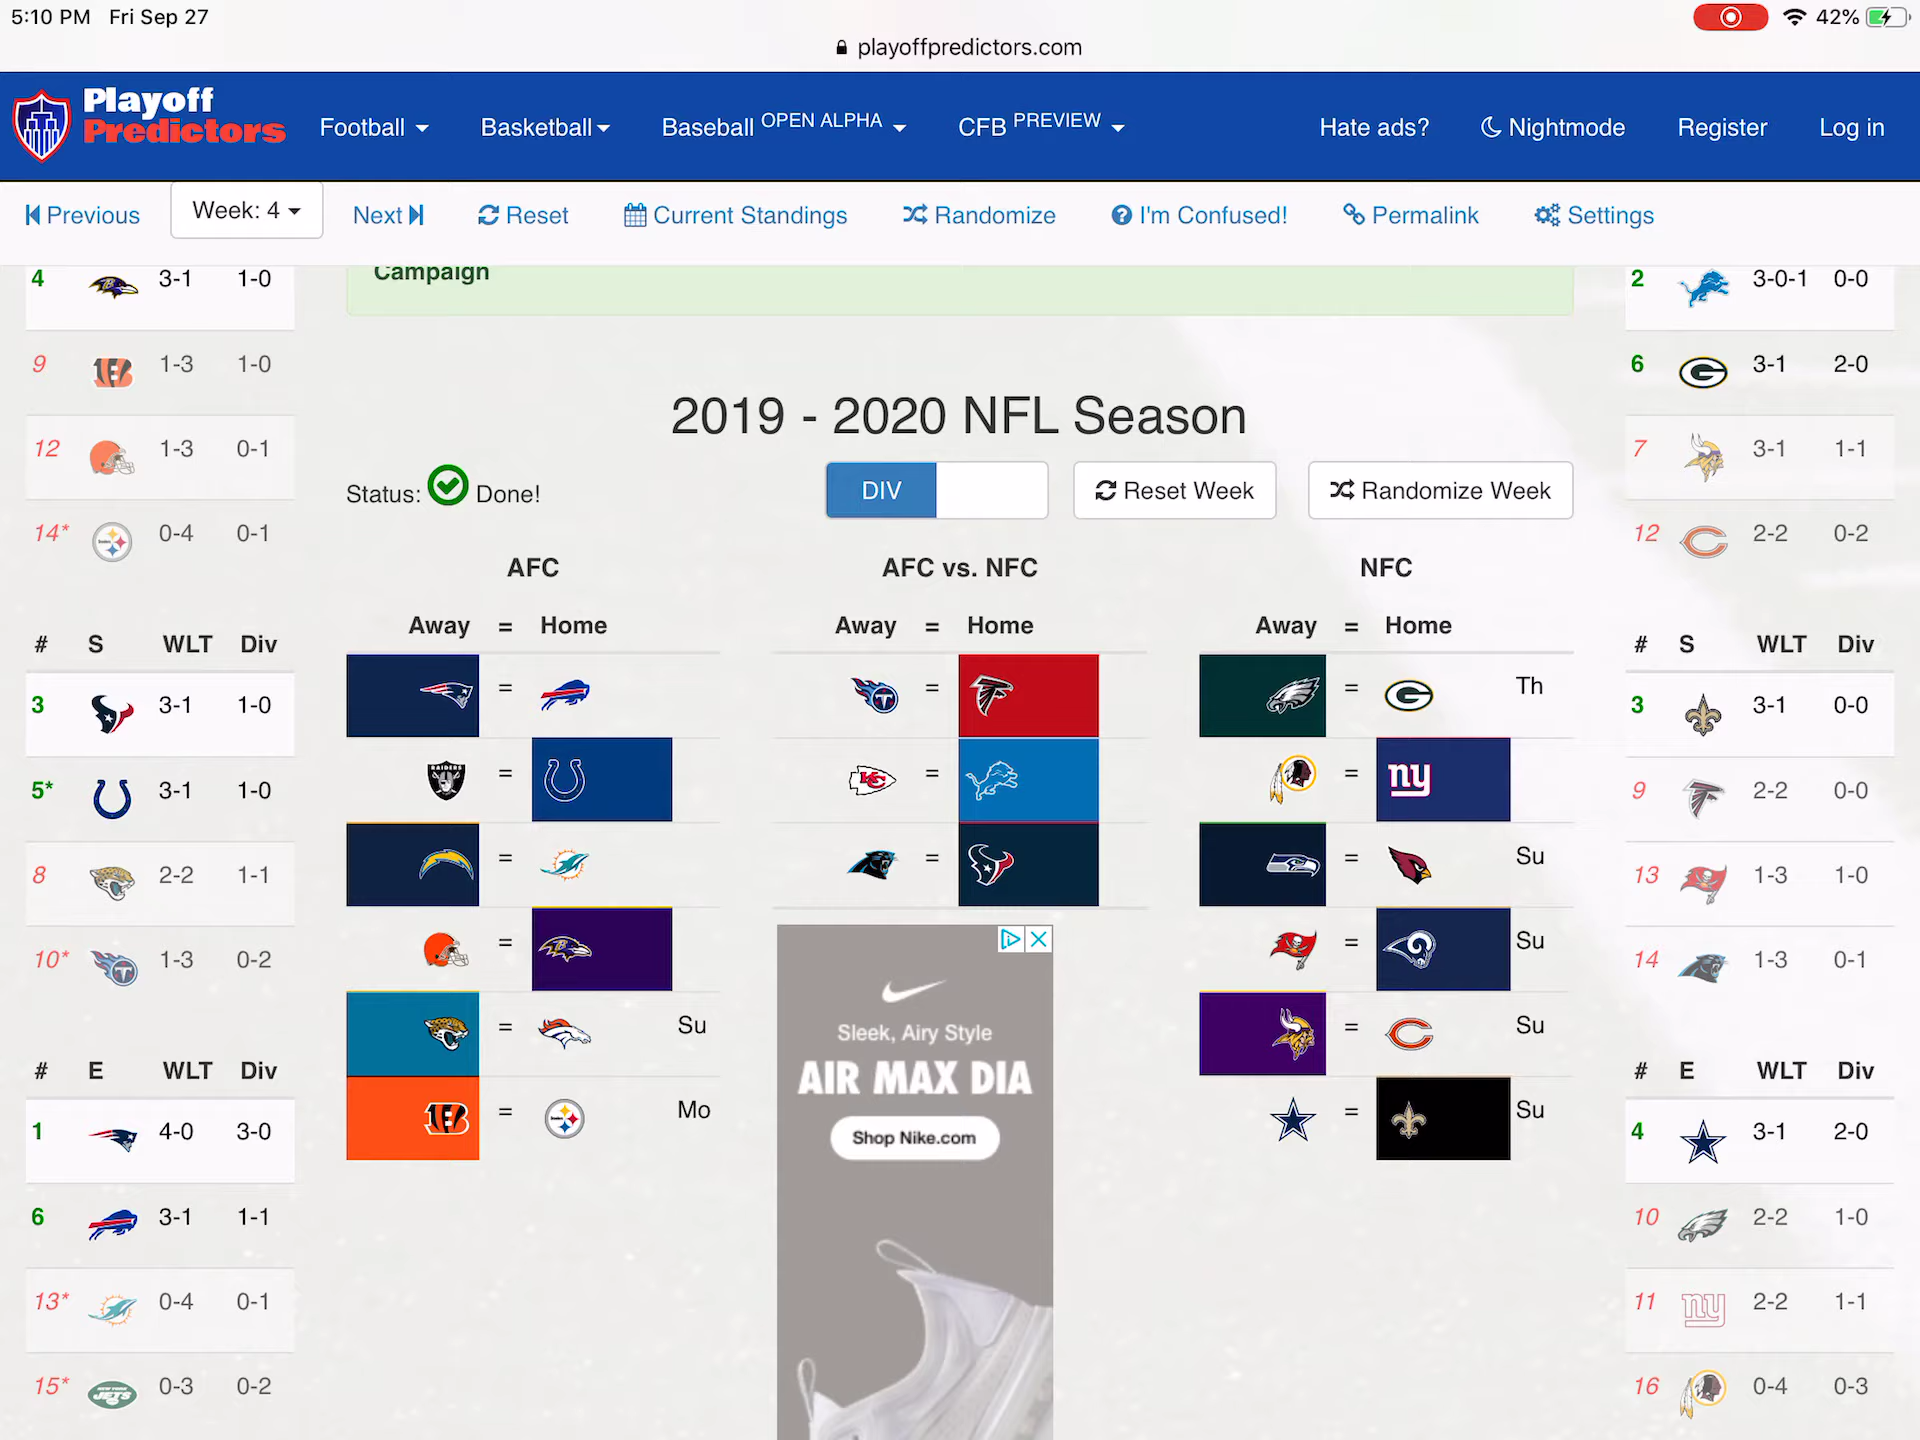 5:10 PM Fri Sep 27
42%
playoffpredictors.com
Playoff
Predictors
Football
Basketball
Baseball OPEN ALPHA
CFB PREVIEW
Hate ads?
Nightmode
Register
Log in
Previous
Week: 4
Next
Reset
Current Standings
Randomize
I'm Confused!
Permalink
Settings
4 3-1 1-0
9 1-3 1-0
12 1-3 0-1
14* 0-4 0-1
# S WLT Div
3 3-1 1-0
5* 3-1 1-0
8 2-2 1-1
10* 1-3 0-2
# E WLT Div
1 4-0 3-0
6 3-1 1-1
13* 0-4 0-1
15* JETS 0-3 0-2
Campaign
2019 - 2020 NFL Season
Status: Done!
DIV
Reset Week
Randomize Week
AFC
Away = Home
=
RAIDERS =
=
=
= Su
= Mo
AFC vs. NFC
Away = Home
=
KC =
=
Sleek, Airy Style
AIR MAX DIA
Shop Nike.com
NFC
Away = Home
= G Th
= ny
= Su
= Su
= C Su
= Su
2 3-0-1 0-0
6 G 3-1 2-0
7 3-1 1-1
12 C 2-2 0-2
# S WLT Div
3 3-1 0-0
9 2-2 0-0
13 1-3 1-0
14 1-3 0-1
# E WLT Div
4 3-1 2-0
10 2-2 1-0
11 ny 2-2 1-1
16 0-4 0-3